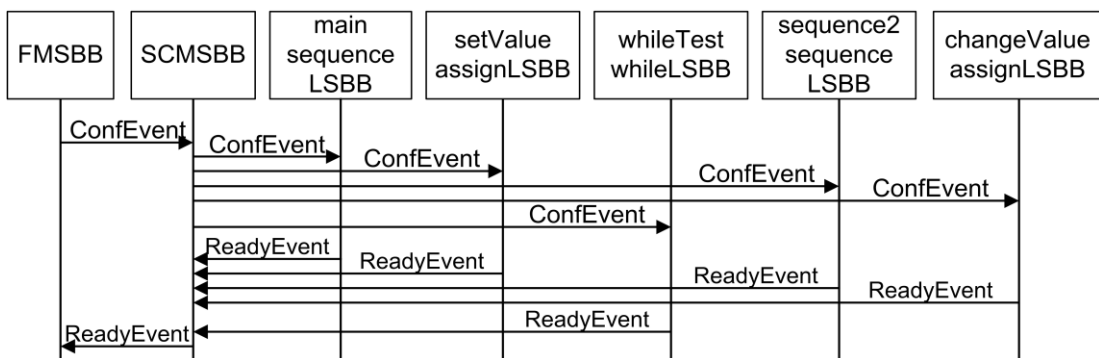 FMSBB
SCMSBB
main
sequence
LSBB
setValue
assignLSBB
whileTest
whileLSBB
sequence2
sequence
LSBB
changeValue
assignLSBB
ConfEvent
ConfEvent
ConfEvent
ConfEvent
ConfEvent
ConfEvent
ReadyEvent
ReadyEvent
ReadyEvent
ReadyEvent
ReadyEvent
ReadyEvent